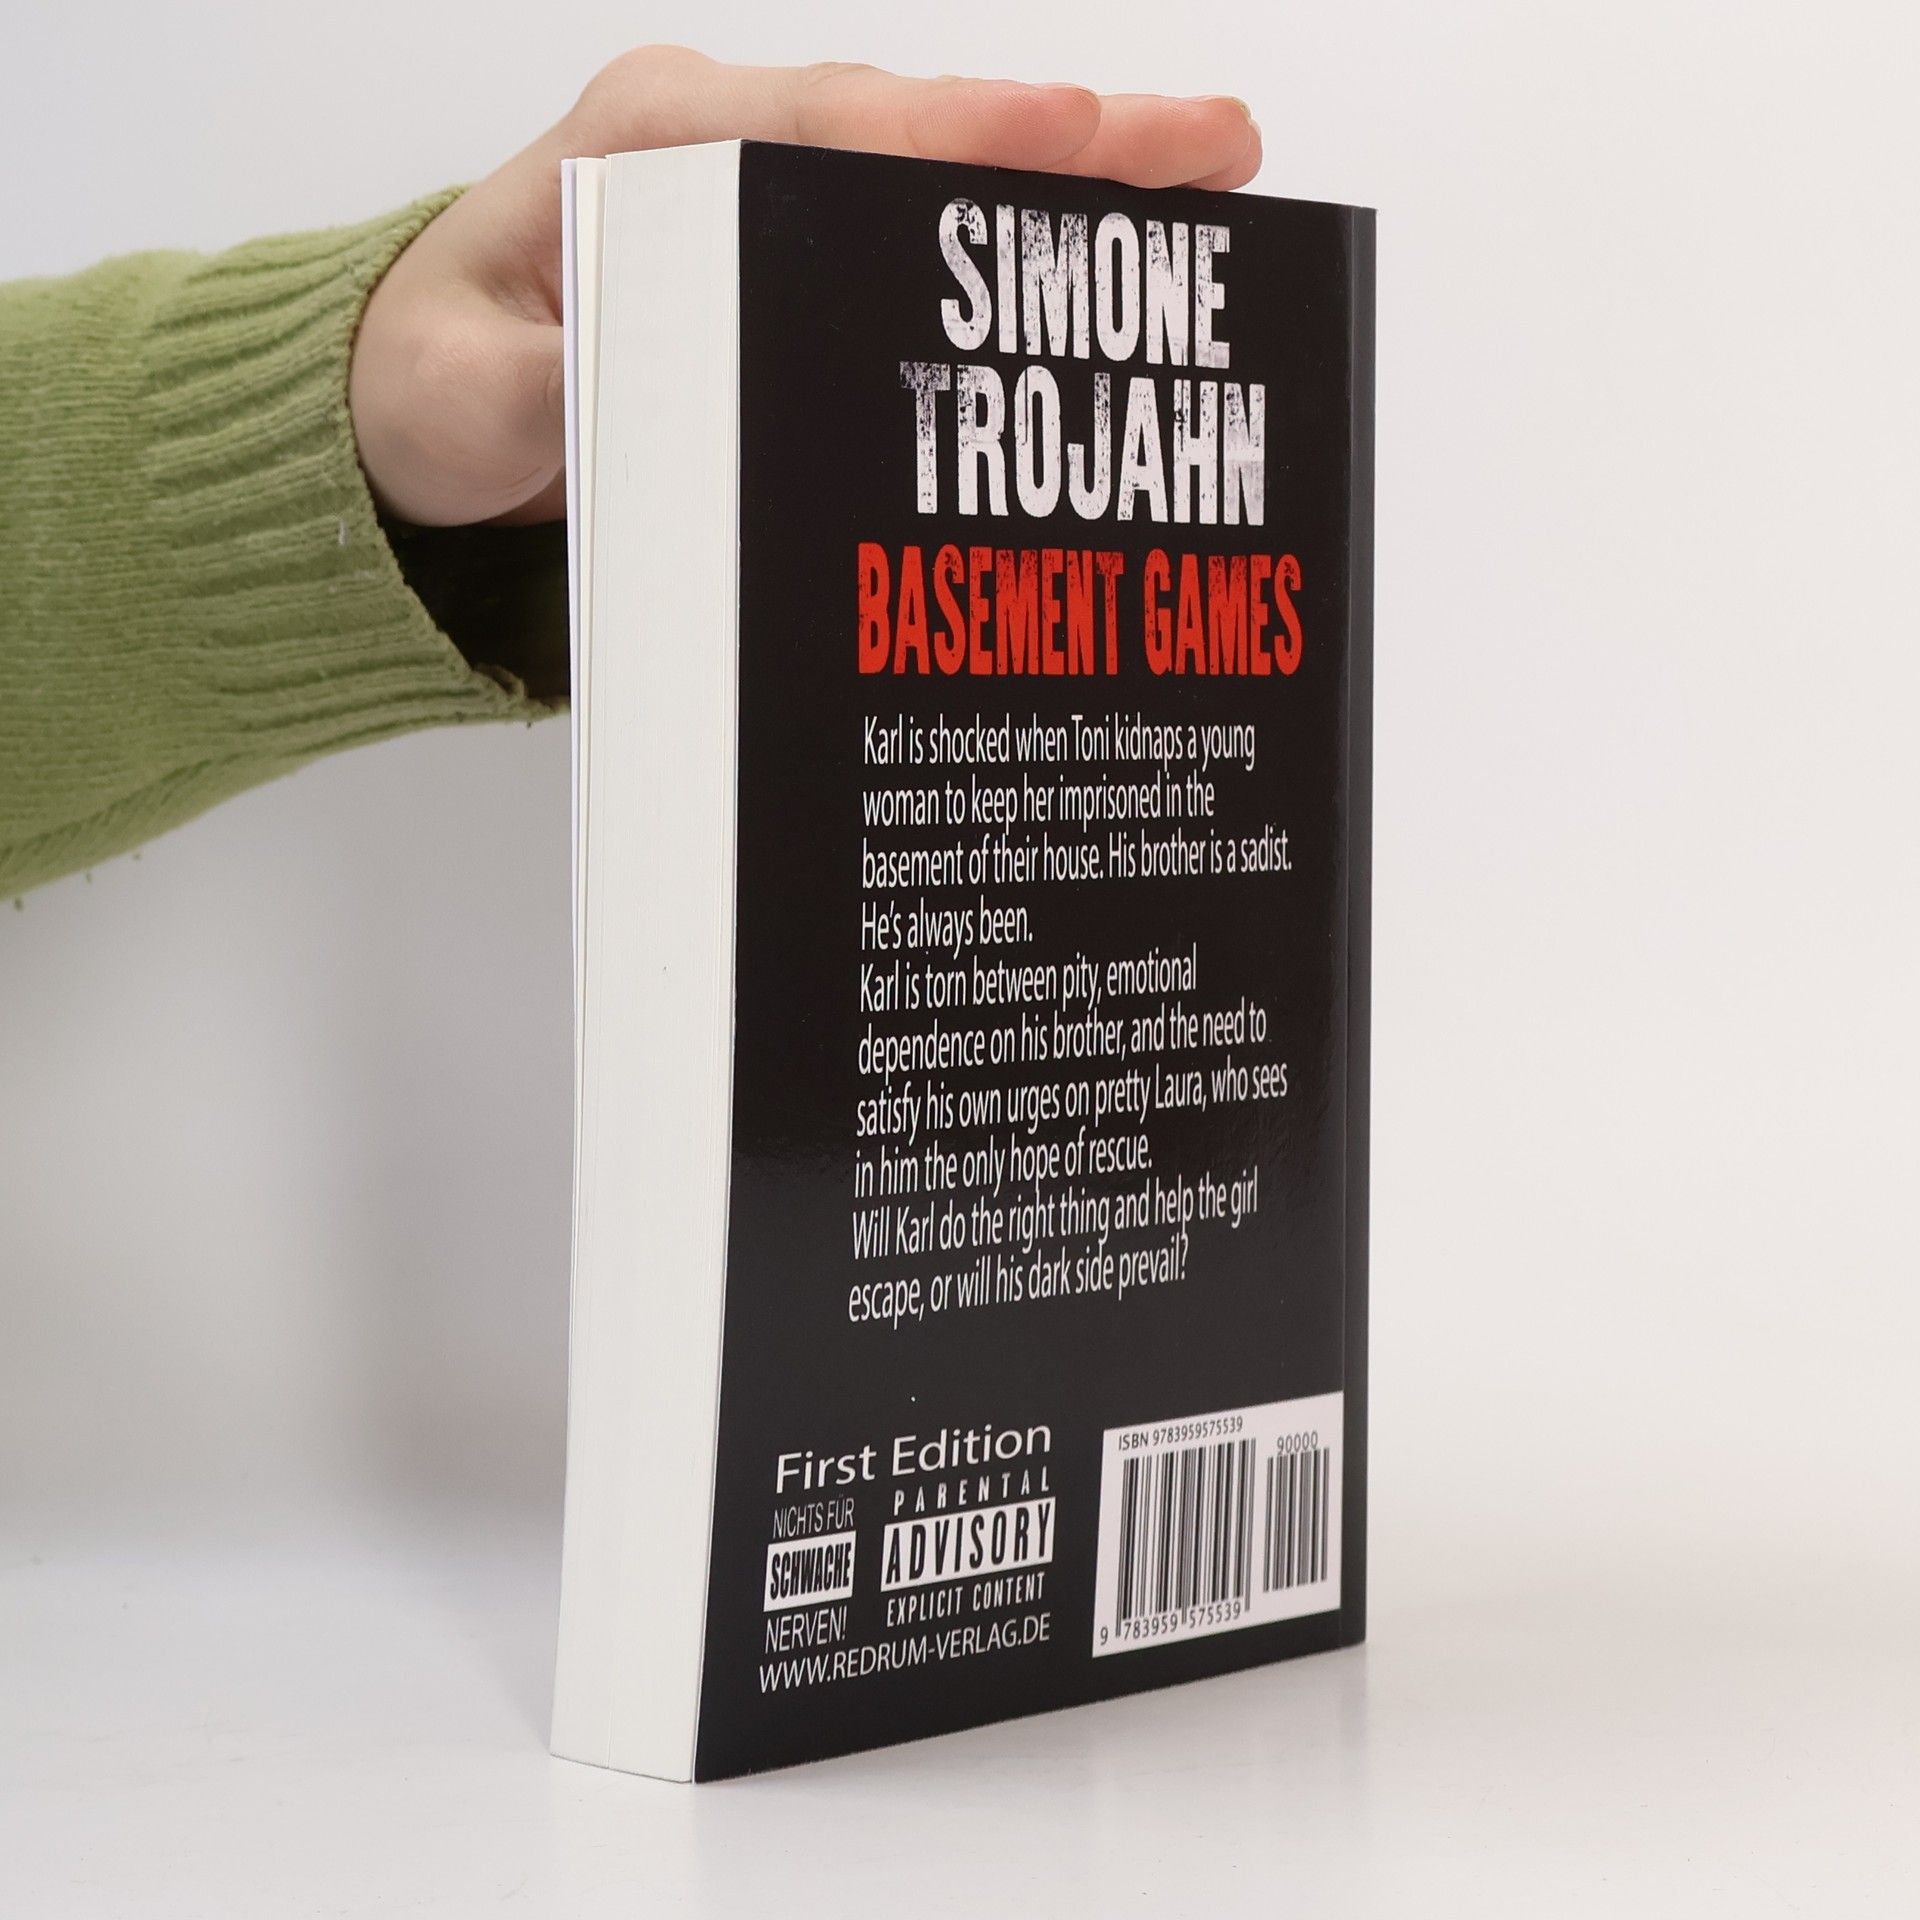 SIMONE
TROJAHN
BASEMENT GAMES
Karl is shocked when Toni kidnaps a young
woman to keep her imprisoned in the
basement of their house. His brother is a sadist.
He's always been.
Karl is torn between pity, emotional
dependence on his brother, and the need to
satisfy his own urges on pretty Laura, who sees
in him the only hope of rescue.
Will Karl do the right thing and help the girl
escape, or will his dark side prevail?
First Edition
NICHTS FÜR
SCHWACHE
NERVEN!
PARENTAL
ADVISORY
EXPLICIT CONTENT
WWW.REDRUM-VERLAG.DE
ISBN 9783959575539
90000
9 783959 575539